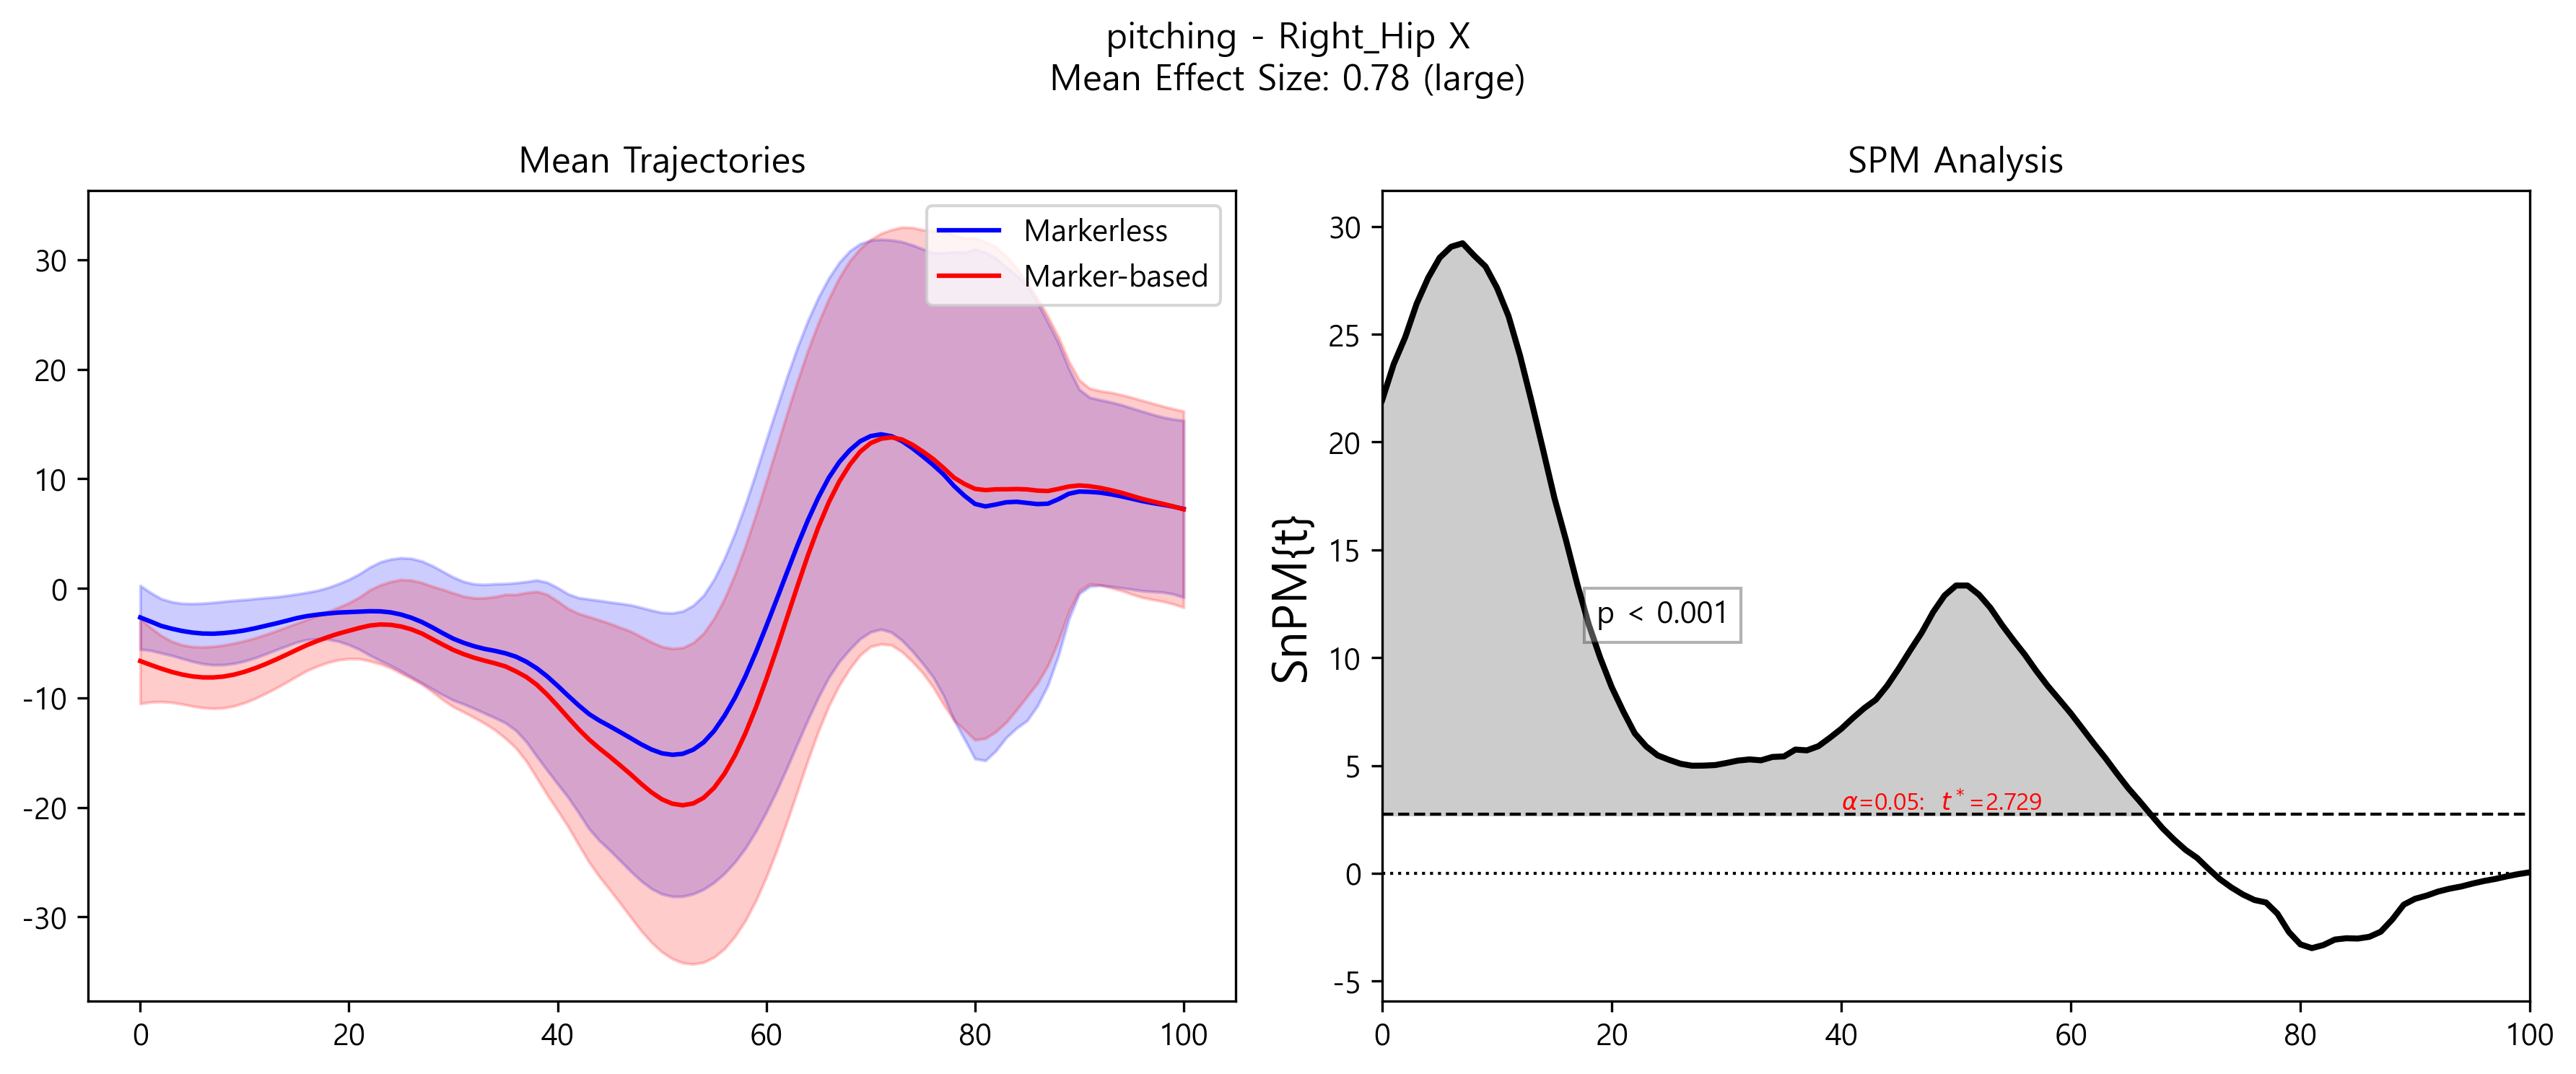 pitching - Right_Hip X
Mean Effect Size: 0.78 (large)
Mean Trajectories
Markerless
Marker-based
30
20
10
0
-10
-20
-30
0 20 40 60 80 100
SPM Analysis
SnPM{t}
30
25
20
15
10
5
0
-5
p < 0.001
α=0.05: t*=2.729
0 20 40 60 80 100